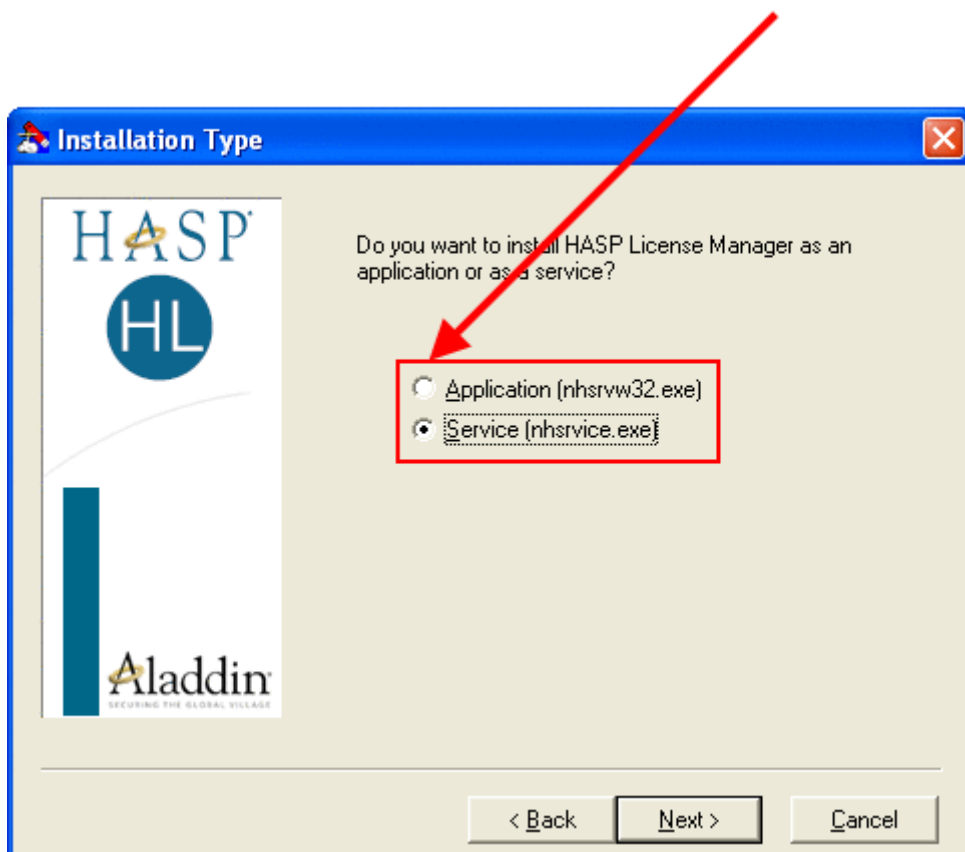 Installation Type
HASP
HL
Do you want to install HASP License Manager as an
application or as a service?
Application (nhsrvw32.exe)
Service (nhsrvice.exe)
Aladdin
SECURING THE GLOBAL VILLAGE
< Back
Next >
Cancel